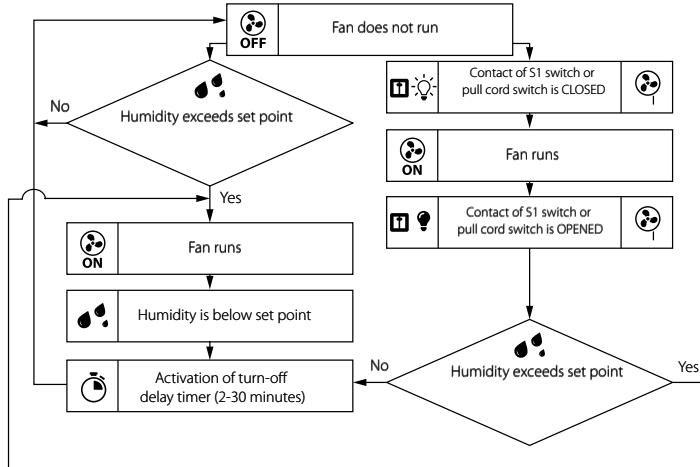 OFF
Fan does not run
Humidity exceeds set point
No
Yes
ON
Fan runs
Humidity is below set point
Activation of turn-off
delay timer (2-30 minutes)
Contact of S1 switch or
pull cord switch is CLOSED
ON
Fan runs
Contact of S1 switch or
pull cord switch is OPENED
Humidity exceeds set point
No
Yes